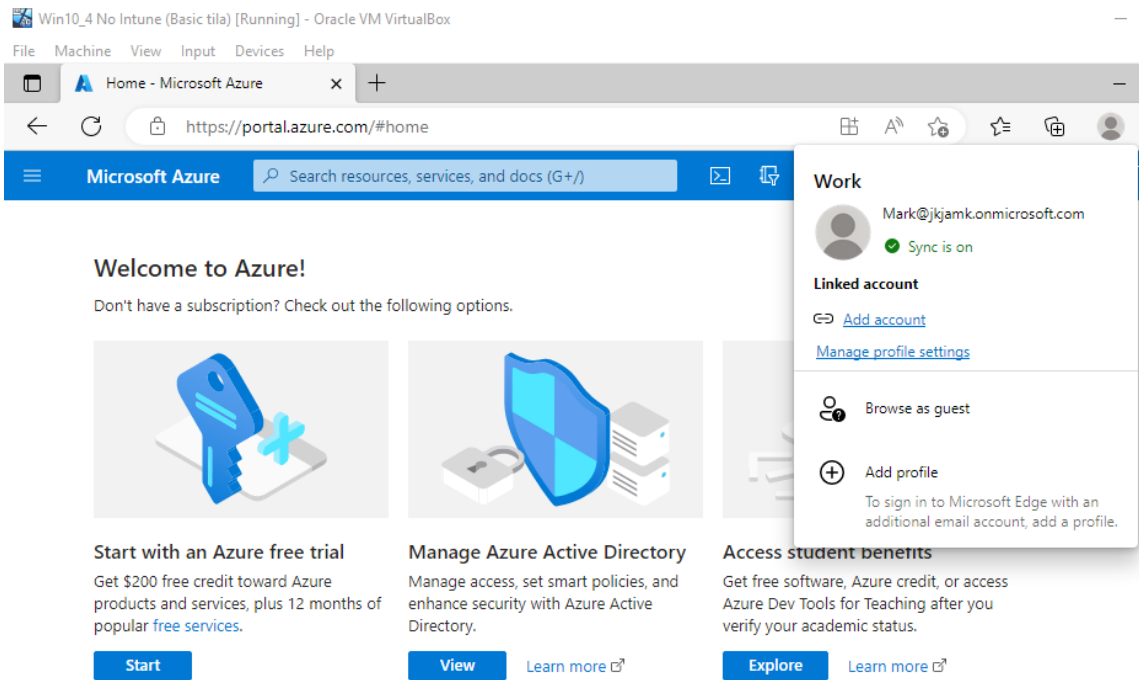 Win10_4 No Intune (Basic tila) [Running] - Oracle VM VirtualBox
File Machine View Input Devices Help
Home - Microsoft Azure
https://portal.azure.com/#home
Microsoft Azure
Search resources, services, and docs (G+/)
Work
Mark@jkjamk.onmicrosoft.com
Sync is on
Linked account
Add account
Manage profile settings
Browse as guest
Add profile
To sign in to Microsoft Edge with an
additional email account, add a profile.
Welcome to Azure!
Don't have a subscription? Check out the following options.
Start with an Azure free trial
Get $200 free credit toward Azure
products and services, plus 12 months of
popular free services.
Start
Manage Azure Active Directory
Manage access, set smart policies, and
enhance security with Azure Active
Directory.
View Learn more
Access student benefits
Get free software, Azure credit, or access
Azure Dev Tools for Teaching after you
verify your academic status.
Explore Learn more